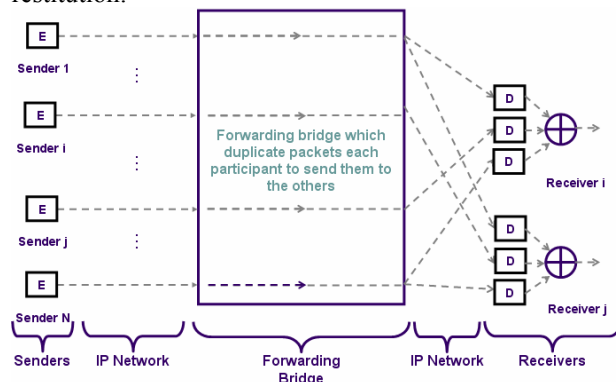 restitution.
E
Sender 1
E
Sender i
E
Sender j
E
Sender N
Forwarding bridge which
duplicate packets each
participant to send them to
the others
D
D
D
Receiver i
D
D
D
Receiver j
Senders
IP Network
Forwarding
Bridge
IP Network
Receivers